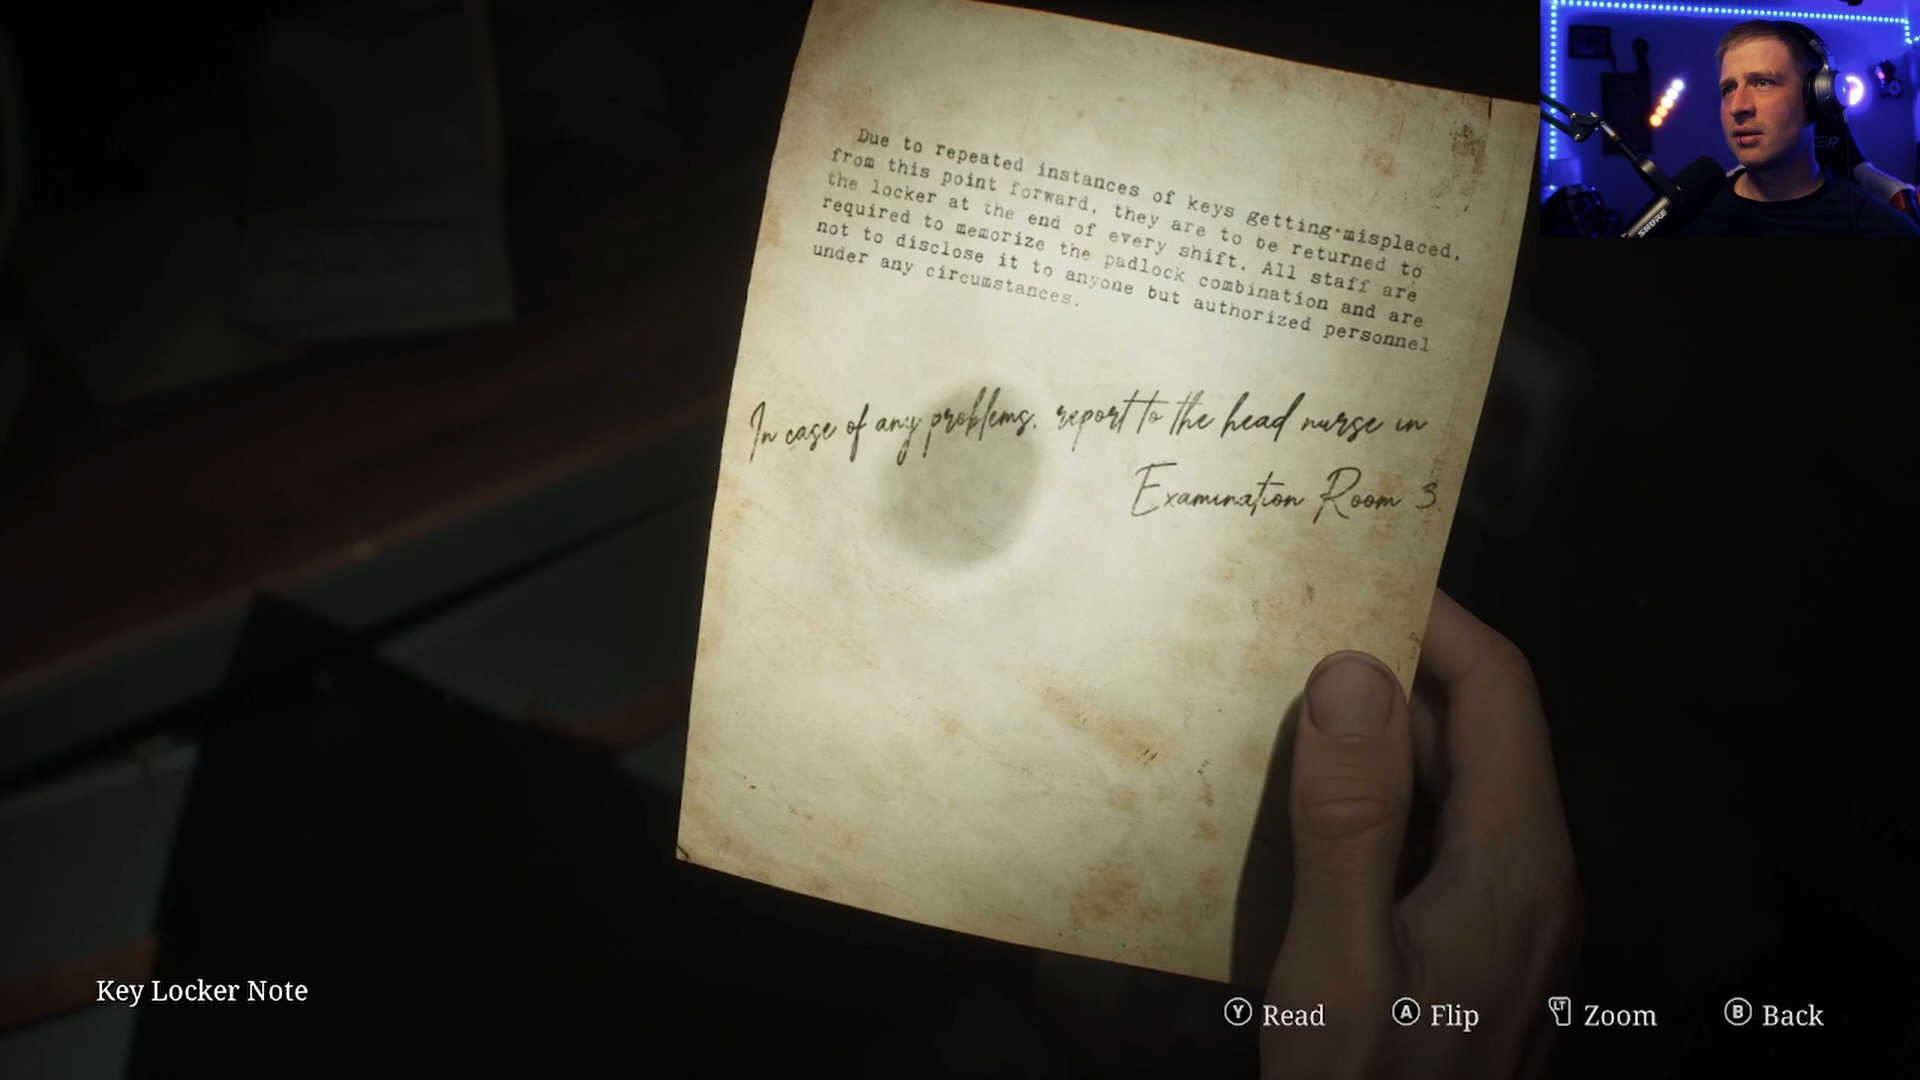 Due to repeated instances of keys getting misplaced,
from this point forward, they are to be returned to
the locker at the end of every shift. All staff are
required to memorize the padlock combination and are
not to disclose it to anyone but authorized personnel
under any circumstances.
In case of any problems, report to the head nurse in
Examination Room 3.
SHURE
Key Locker Note
Y Read
A Flip
LT Zoom
B Back